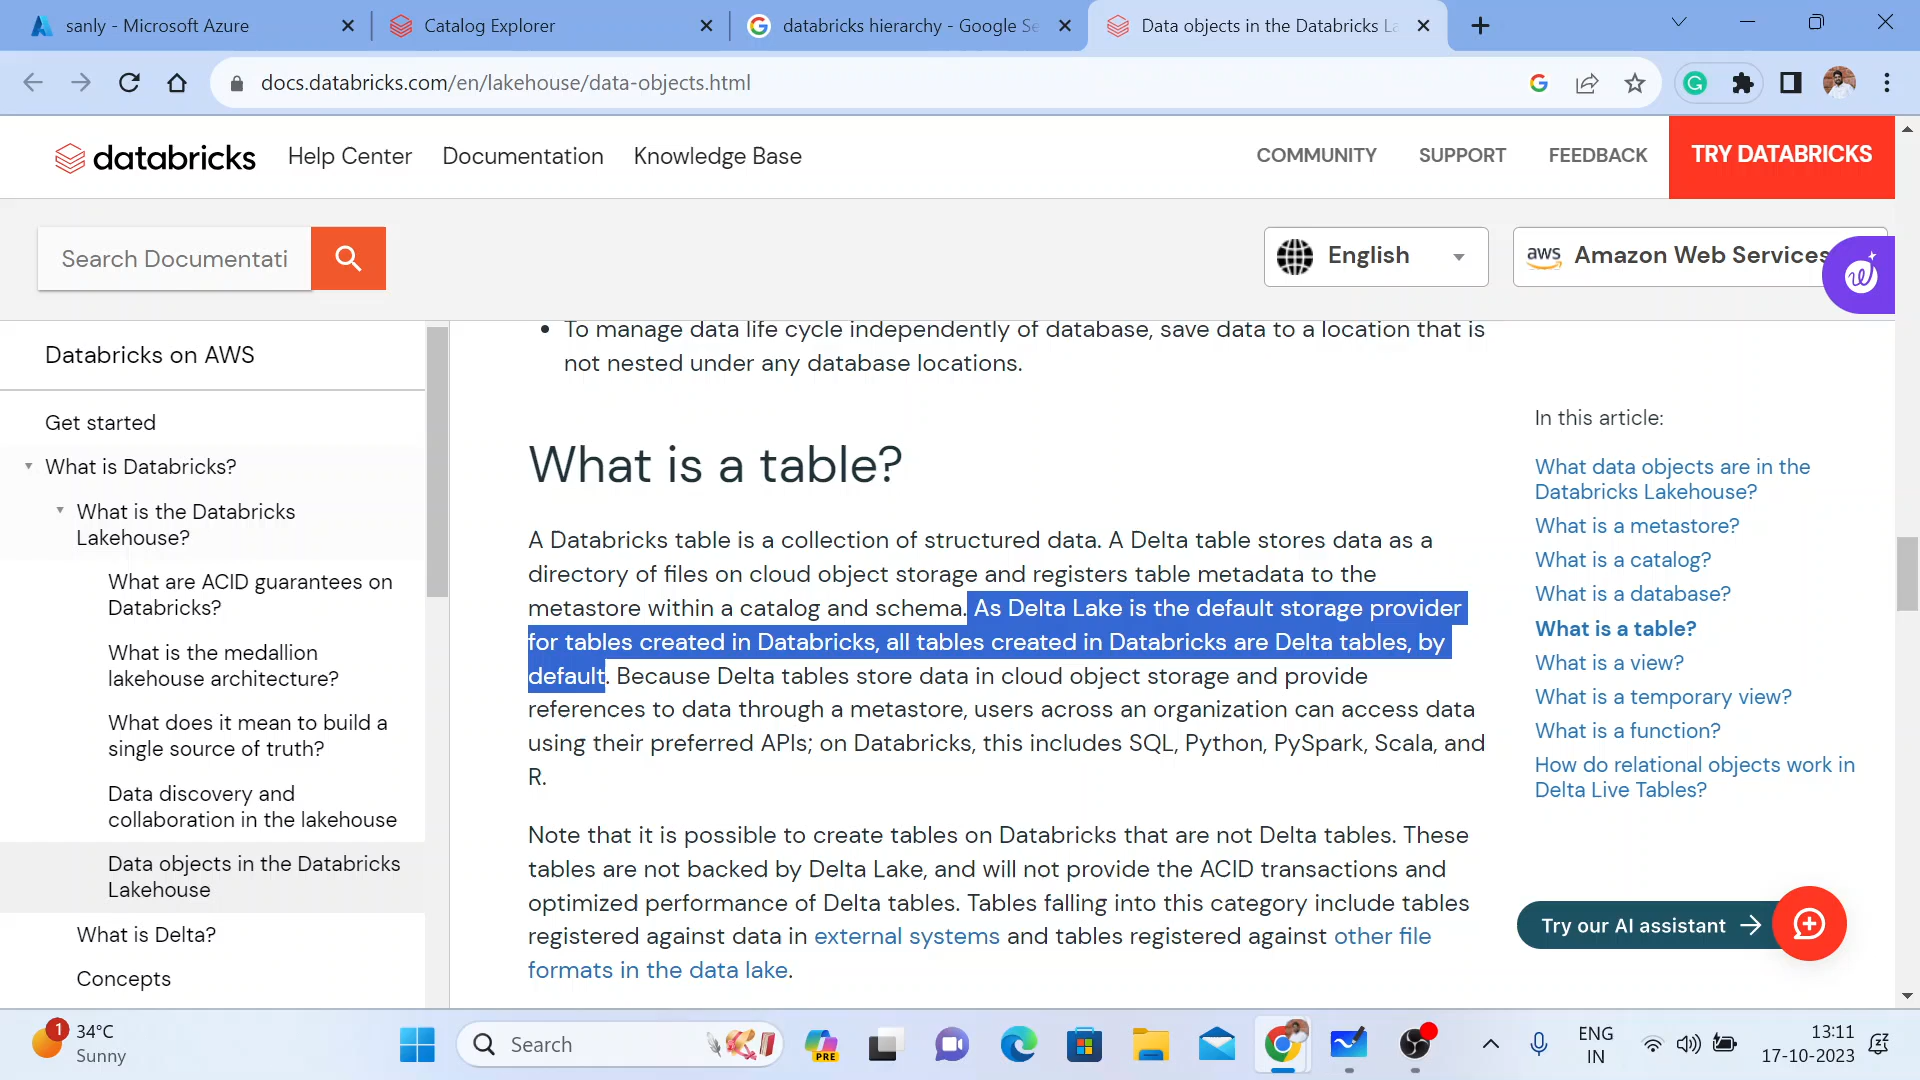 sanly - Microsoft Azure
Catalog Explorer
databricks hierarchy - Google Se
Data objects in the Databricks La
docs.databricks.com/en/lakehouse/data-objects.html
databricks
Help Center
Documentation
Knowledge Base
COMMUNITY
SUPPORT
FEEDBACK
TRY DATABRICKS
Search Documentati
English
aws
Amazon Web Services
Databricks on AWS
Get started
What is Databricks?
What is the Databricks
Lakehouse?
What are ACID guarantees on
Databricks?
What is the medallion
lakehouse architecture?
What does it mean to build a
single source of truth?
Data discovery and
collaboration in the lakehouse
Data objects in the Databricks
Lakehouse
What is Delta?
Concepts
• To manage data life cycle independently of database, save data to a location that is
not nested under any database locations.
What is a table?
A Databricks table is a collection of structured data. A Delta table stores data as a
directory of files on cloud object storage and registers table metadata to the
metastore within a catalog and schema. As Delta Lake is the default storage provider
for tables created in Databricks, all tables created in Databricks are Delta tables, by
default. Because Delta tables store data in cloud object storage and provide
references to data through a metastore, users across an organization can access data
using their preferred APIs; on Databricks, this includes SQL, Python, PySpark, Scala, and
R.
Note that it is possible to create tables on Databricks that are not Delta tables. These
tables are not backed by Delta Lake, and will not provide the ACID transactions and
optimized performance of Delta tables. Tables falling into this category include tables
registered against data in external systems and tables registered against other file
formats in the data lake.
In this article:
What data objects are in the
Databricks Lakehouse?
What is a metastore?
What is a catalog?
What is a database?
What is a table?
What is a view?
What is a temporary view?
What is a function?
How do relational objects work in
Delta Live Tables?
Try our AI assistant →
1
34°C
Sunny
Search
PRE
ENG
IN
13:11
17-10-2023